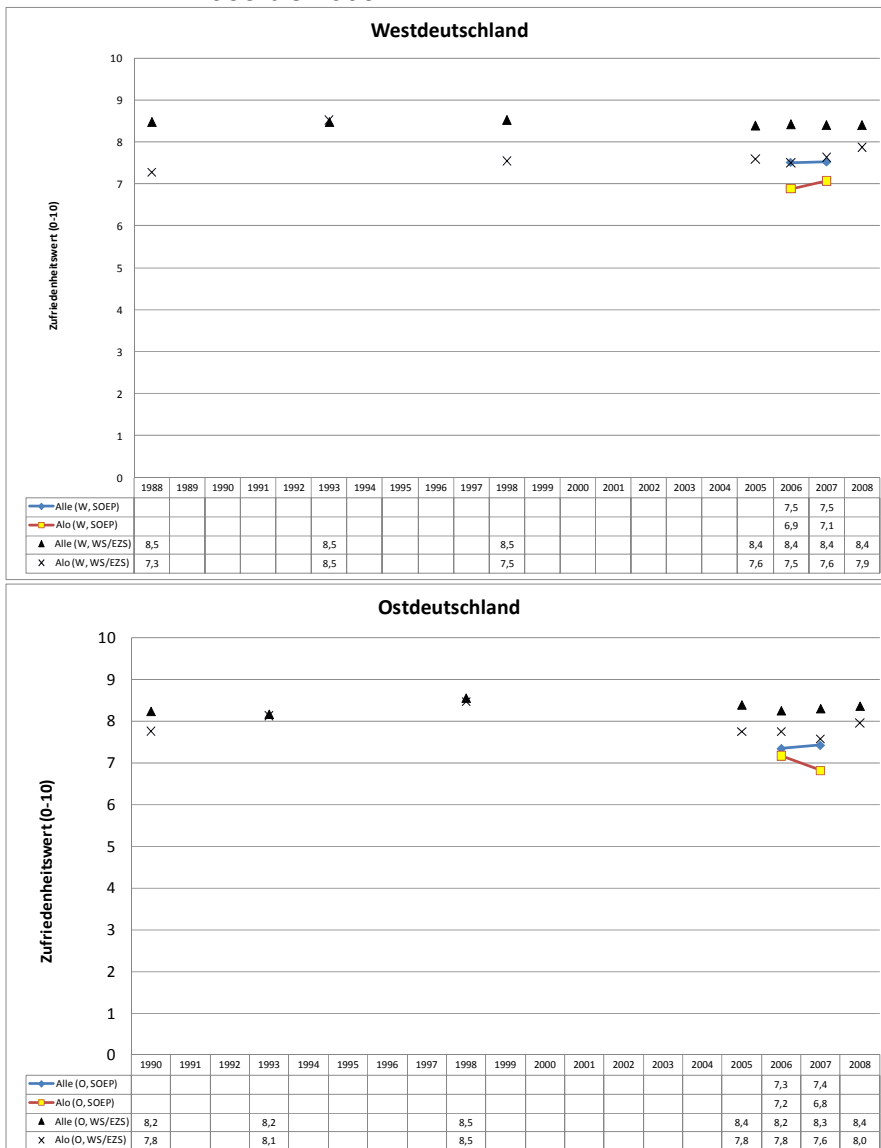 Westdeutschland
Zufriedenheitswert (0-10)
10
9
8
7
6
5
4
3
2
1
0
1988 1989 1990 1991 1992 1993 1994 1995 1996 1997 1998 1999 2000 2001 2002 2003 2004 2005 2006 2007 2008
Alle (W, SOEP) 7,5 7,5
Alo (W, SOEP) 6,9 7,1
Alle (W, WS/EZS) 8,5 8,5 8,5 8,4 8,4 8,4 8,4
Alo (W, WS/EZS) 7,3 8,5 7,5 7,6 7,5 7,6 7,9
Ostdeutschland
Zufriedenheitswert (0-10)
10
9
8
7
6
5
4
3
2
1
0
1990 1991 1992 1993 1994 1995 1996 1997 1998 1999 2000 2001 2002 2003 2004 2005 2006 2007 2008
Alle (O, SOEP) 7,3 7,4
Alo (O, SOEP) 7,2 6,8
Alle (O, WS/EZS) 8,2 8,2 8,5 8,4 8,2 8,3 8,4
Alo (O, WS/EZS) 7,8 8,1 8,5 7,8 7,8 7,6 8,0